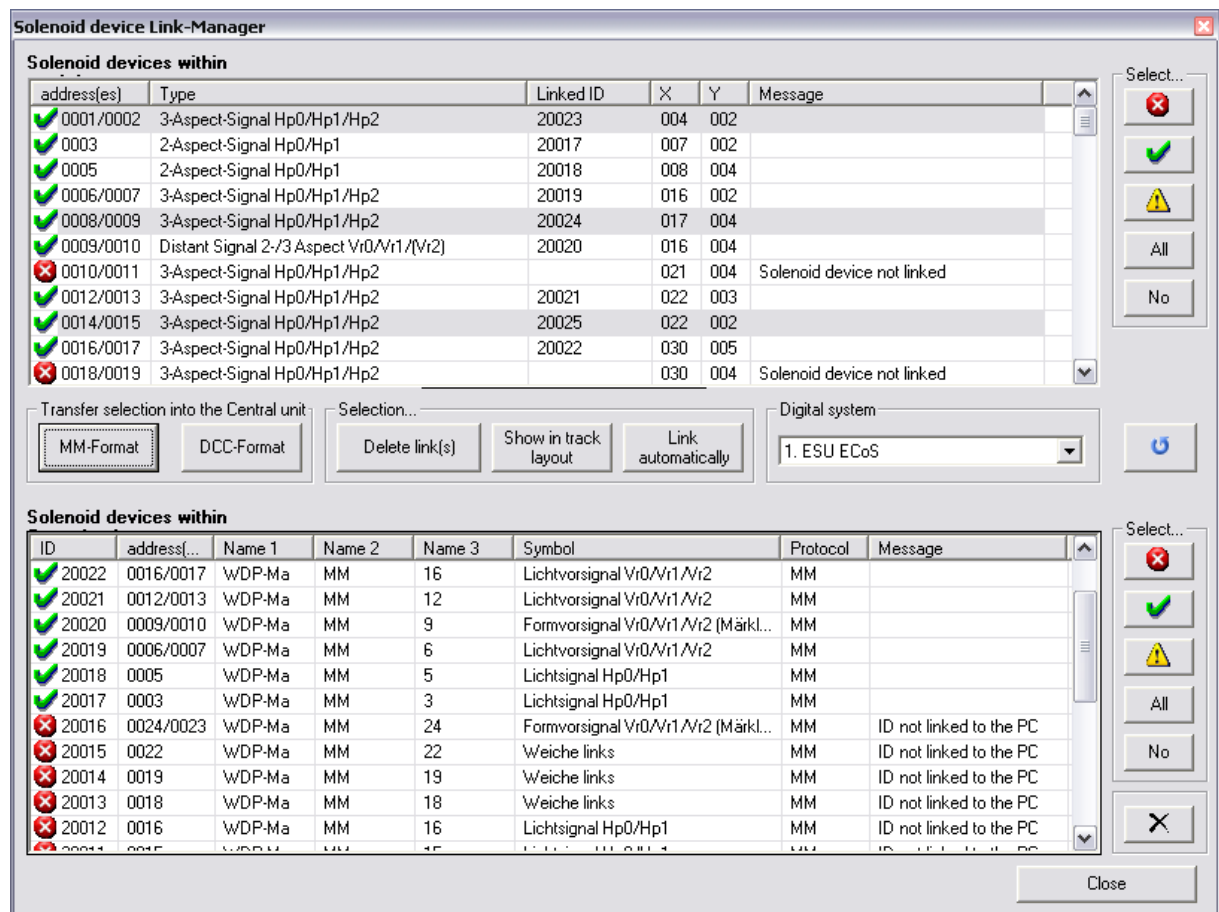 Solenoid device Link-Manager
Solenoid devices within
Select...
address(es) Type Linked ID X Y Message
0001/0002 3-Aspect-Signal Hp0/Hp1/Hp2 20023 004 002
0003 2-Aspect-Signal Hp0/Hp1 20017 007 002
0005 2-Aspect-Signal Hp0/Hp1 20018 008 004
0006/0007 3-Aspect-Signal Hp0/Hp1/Hp2 20019 016 002
0008/0009 3-Aspect-Signal Hp0/Hp1/Hp2 20024 017 004
0009/0010 Distant Signal 2-/3 Aspect Vr0/Vr1/(Vr2) 20020 016 004
All
0010/0011 3-Aspect-Signal Hp0/Hp1/Hp2 021 004 Solenoid device not linked
0012/0013 3-Aspect-Signal Hp0/Hp1/Hp2 20021 022 003
No
0014/0015 3-Aspect-Signal Hp0/Hp1/Hp2 20025 022 002
0016/0017 3-Aspect-Signal Hp0/Hp1/Hp2 20022 030 005
0018/0019 3-Aspect-Signal Hp0/Hp1/Hp2 030 004 Solenoid device not linked
Transfer selection into the Central unit
MM-Format DCC-Format
Selection...
Delete link(s)
Show in track
layout
Link
automatically
Digital system
1. ESU ECoS
Solenoid devices within
Select...
ID address(... Name 1 Name 2 Name 3 Symbol Protocol Message
20022 0016/0017 WDP-Ma MM 16 Lichtvorsignal Vr0/Vr1/Vr2 MM
20021 0012/0013 WDP-Ma MM 12 Lichtvorsignal Vr0/Vr1/Vr2 MM
20020 0009/0010 WDP-Ma MM 9 Formvorsignal Vr0/Vr1/Vr2 (Märkl... MM
20019 0006/0007 WDP-Ma MM 6 Lichtvorsignal Vr0/Vr1/Vr2 MM
20018 0005 WDP-Ma MM 5 Lichtsignal Hp0/Hp1 MM
20017 0003 WDP-Ma MM 3 Lichtsignal Hp0/Hp1 MM
All
20016 0024/0023 WDP-Ma MM 24 Formvorsignal Vr0/Vr1/Vr2 (Märkl... MM ID not linked to the PC
20015 0022 WDP-Ma MM 22 Weiche links MM ID not linked to the PC
No
20014 0019 WDP-Ma MM 19 Weiche links MM ID not linked to the PC
20013 0018 WDP-Ma MM 18 Weiche links MM ID not linked to the PC
20012 0016 WDP-Ma MM 16 Lichtsignal Hp0/Hp1 MM ID not linked to the PC
Close